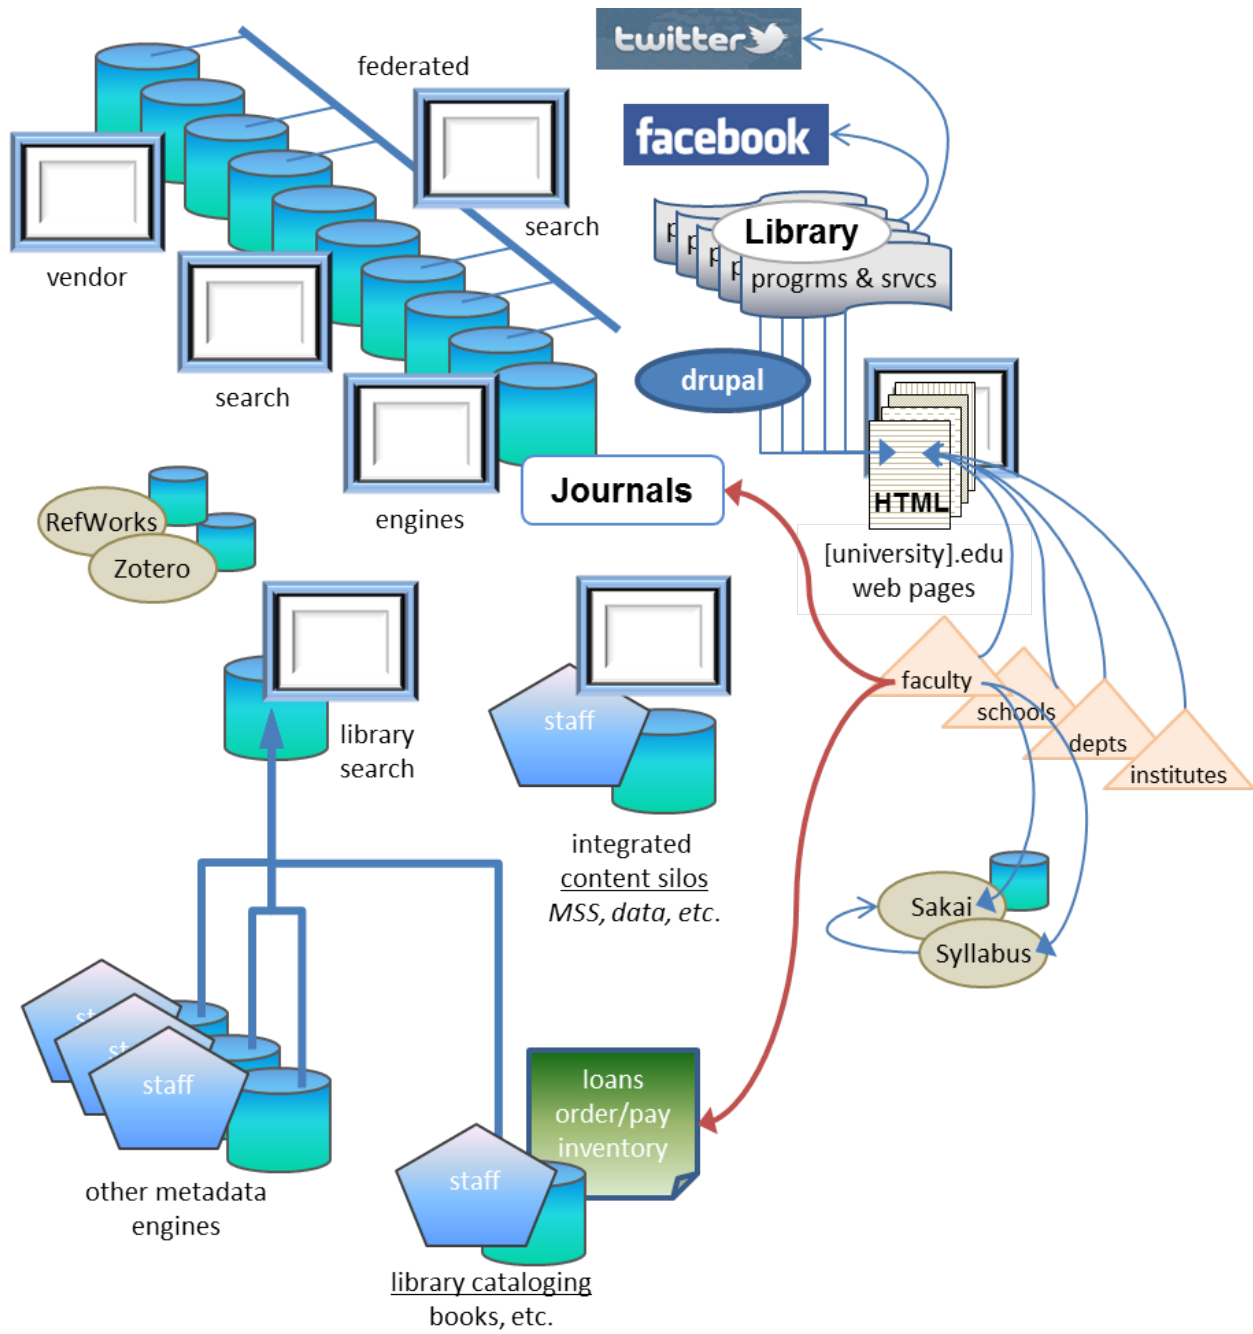 twitter
federated
facebook
search
Library
progrms & srvcs
p
p
p
p
vendor
drupal
search
Journals
engines
HTML
[university].edu
web pages
RefWorks
Zotero
faculty
schools
depts
institutes
staff
library
search
integrated
content silos
MSS, data, etc.
Sakai
Syllabus
st
st
staff
other metadata
engines
loans
order/pay
inventory
staff
library cataloging
books, etc.